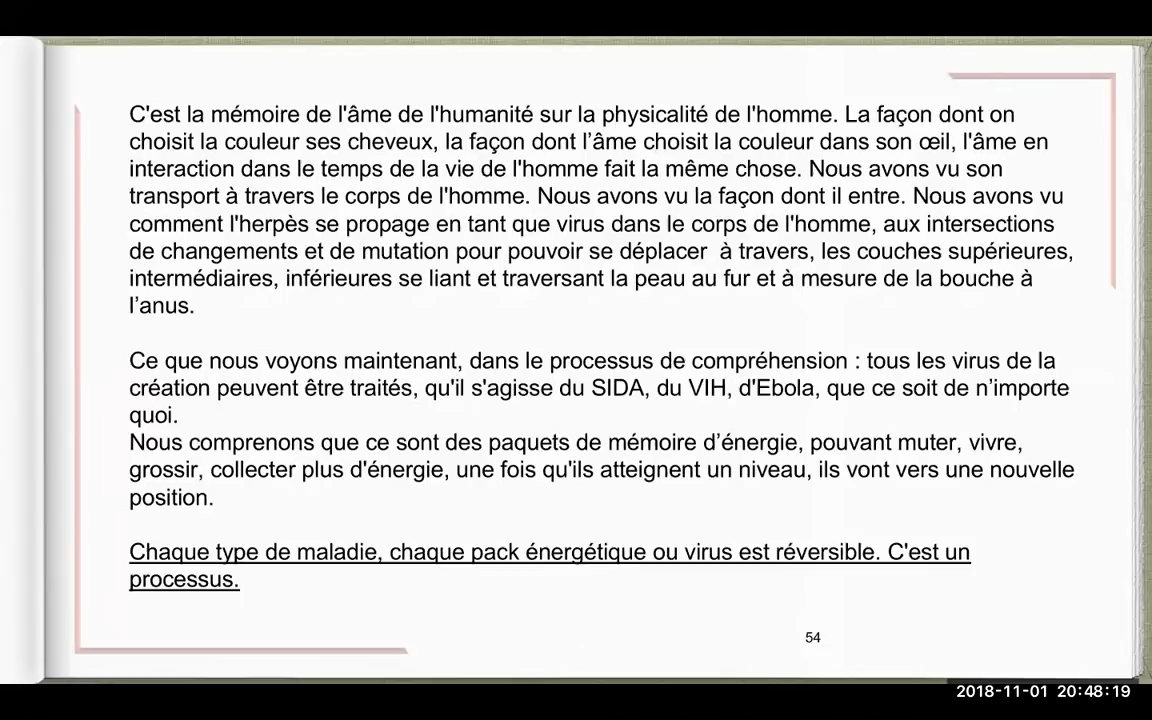 C'est la mémoire de l'âme de l'humanité sur la physicalité de l'homme. La façon dont on
choisit la couleur ses cheveux, la façon dont l’âme choisit la couleur dans son œil, l'âme en
interaction dans le temps de la vie de l'homme fait la même chose. Nous avons vu son
transport à travers le corps de l'homme. Nous avons vu la façon dont il entre. Nous avons vu
comment l'herpès se propage en tant que virus dans le corps de l'homme, aux intersections
de changements et de mutation pour pouvoir se déplacer  à travers, les couches supérieures,
intermédiaires, inférieures se liant et traversant la peau au fur et à mesure de la bouche à
l’anus.
Ce que nous voyons maintenant, dans le processus de compréhension : tous les virus de la
création peuvent être traités, qu'il s'agisse du SIDA, du VIH, d'Ebola, que ce soit de n’importe
quoi.
Nous comprenons que ce sont des paquets de mémoire d’énergie, pouvant muter, vivre,
grossir, collecter plus d'énergie, une fois qu'ils atteignent un niveau, ils vont vers une nouvelle
position.
Chaque type de maladie, chaque pack énergétique ou virus est réversible. C'est un
processus.
54
2018-11-01 20:48:19